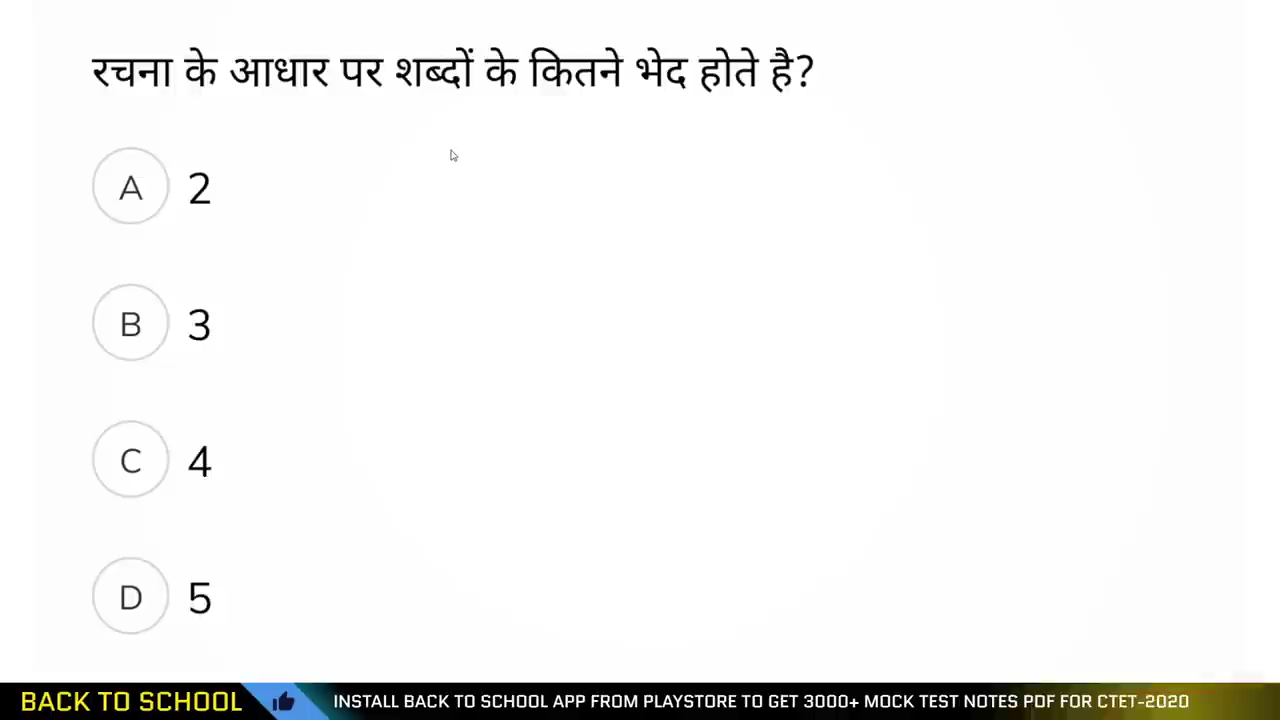 रचना के आधार पर शब्दों के कितने भेद होते है?
A 2
B 3
C 4
D 5
BACK TO SCHOOL INSTALL BACK TO SCHOOL APP FROM PLAYSTORE TO GET 3000+ MOCK TEST NOTES PDF FOR CTET-2020